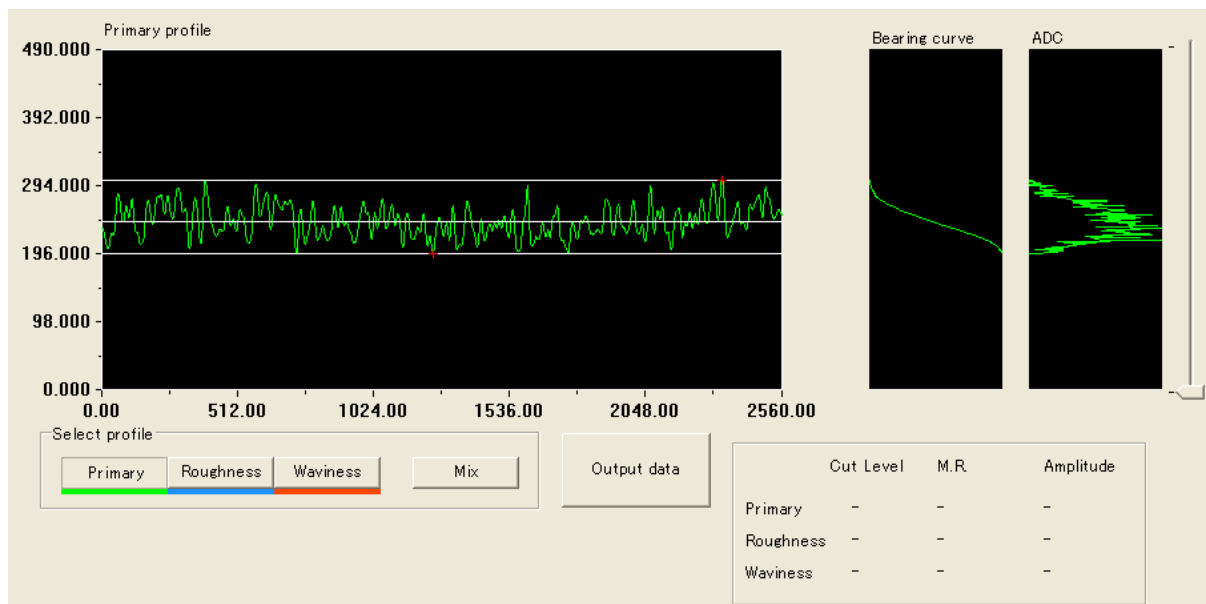 Primary profile
Bearing curve
ADC
490.000
392.000
294.000
196.000
98.000
0.000
0.00 512.00 1024.00 1536.00 2048.00 2560.00
Select profile
Primary Roughness Waviness Mix
Output data
Cut Level M.R. Amplitude
Primary - - -
Roughness - - -
Waviness - - -